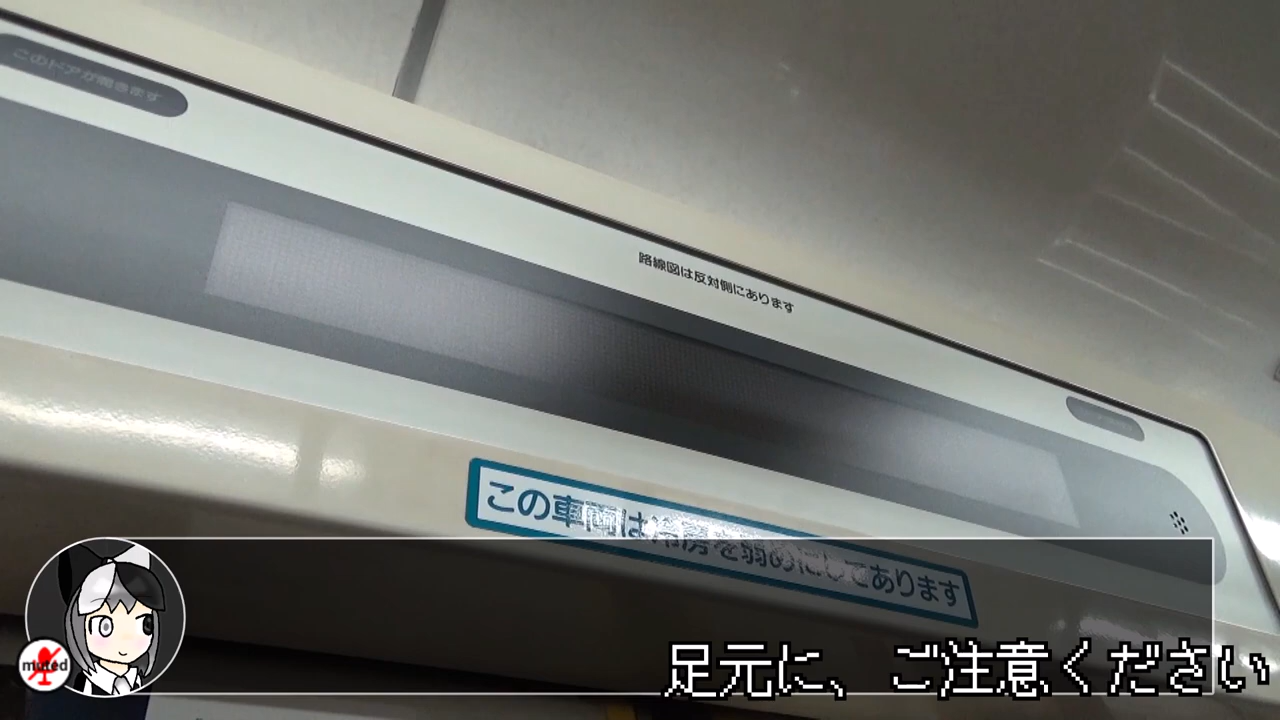 このドアが開きます
路線図は反対側にあります
この車両は冷房を弱めにしてあります
muted
足元に、ご注意ください